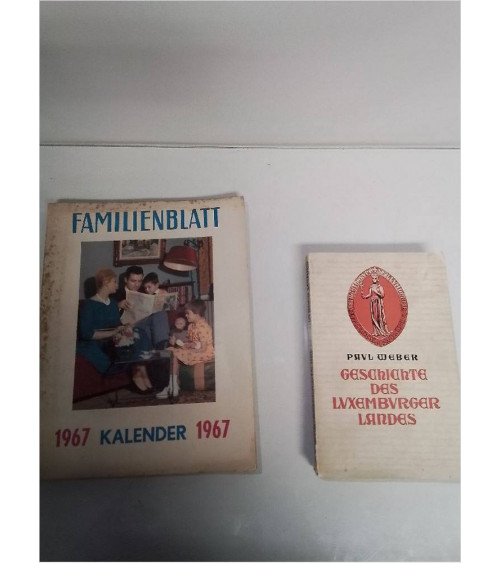 FAMILIENBLATT
1967 KALENDER 1967
PAVL WEBER
GESCHICHTE
DES
LVXEMBVRGER
LANDES